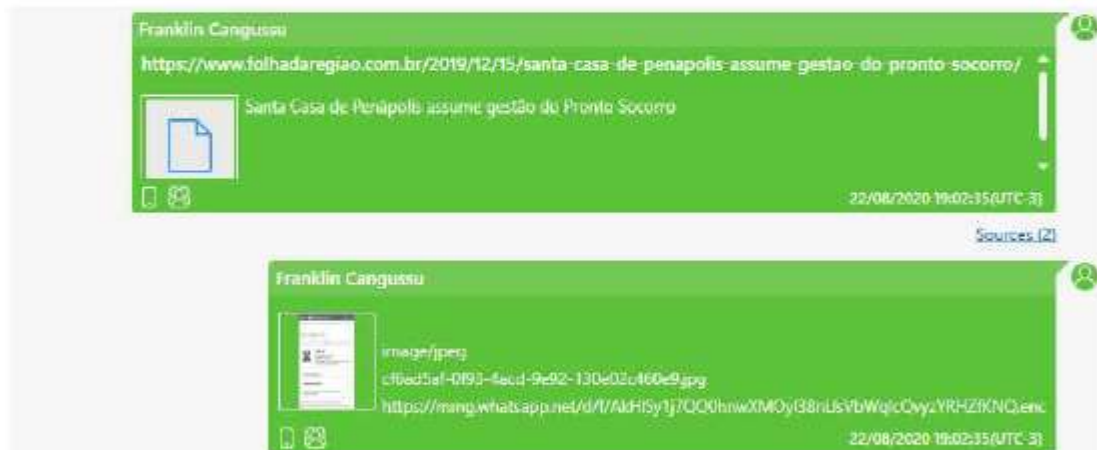 Franklin Cangussu
https://www.folhadaregiao.com.br/2019/12/15/santa-casa-de-penapolis-assume-gestao-do-pronto-socorro/
Santa Casa de Penápolis assume gestão do Pronto Socorro
22/08/2020 19:02:35(UTC-3)
Sources (2)
Franklin Cangussu
image/jpeg
22/08/2020 19:02:35(UTC-3)